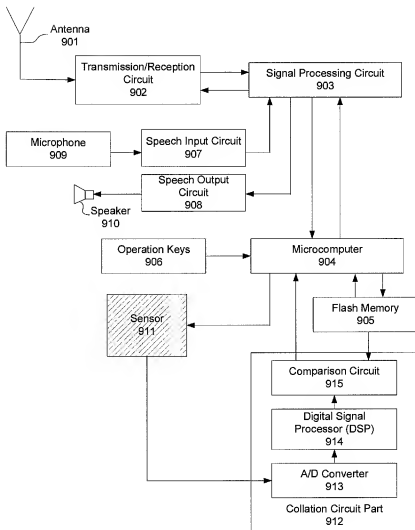 Antenna
901
Transmission/Reception
Circuit
902
Signal Processing Circuit
903
Microphone
909
Speech Input Circuit
907
Speech Output
Circuit
908
Speaker
910
Operation Keys
906
Microcomputer
904
Sensor
911
Flash Memory
905
Comparison Circuit
915
Digital Signal
Processor (DSP)
914
A/D Converter
913
Collation Circuit Part
912